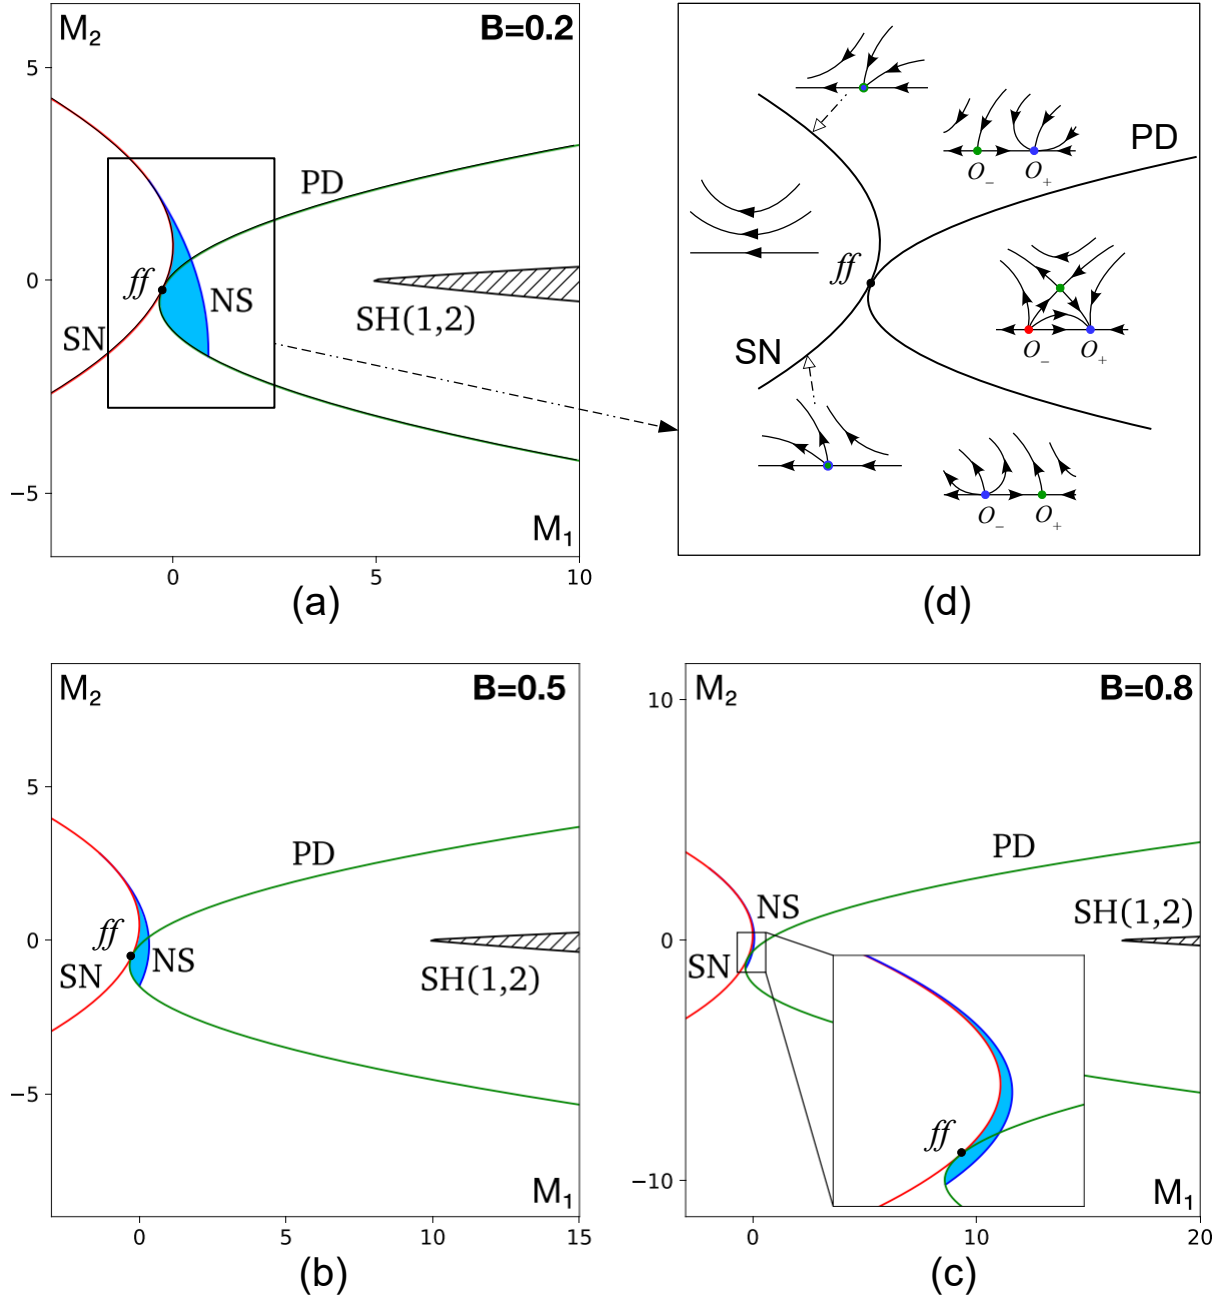 M₂
B=0.2
5
PD
0
ff
NS
SN
SH(1,2)
−5
M₁
0
5
10
(a)
PD
O₋
O₊
ff
SN
O₋
O₊
O₋
O₊
(d)
M₂
B=0.5
5
PD
0
ff
NS
SN
SH(1,2)
−5
M₁
0
5
10
15
(b)
M₂
B=0.8
10
PD
NS
SH(1,2)
0
SN
ff
−10
M₁
0
10
20
(c)